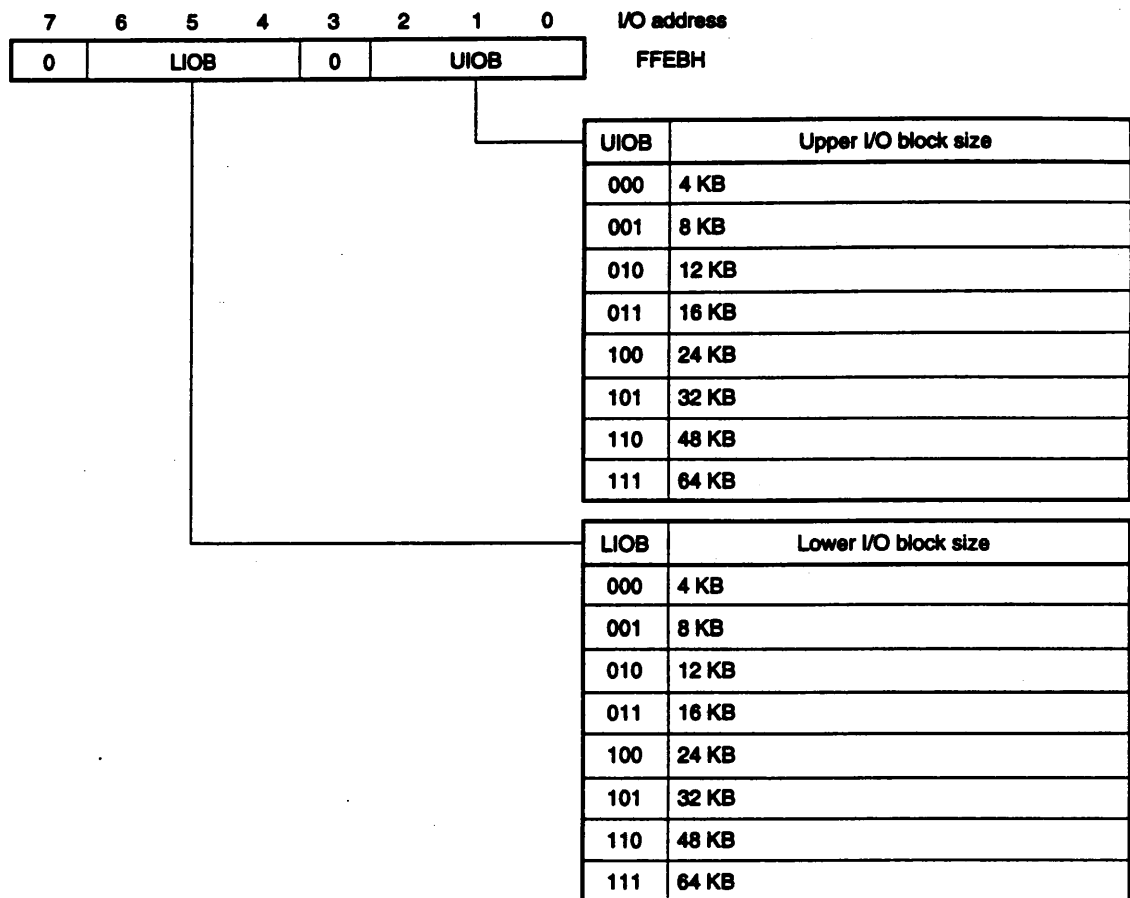 7 6 5 4 3 2 1 0 I/O address
0 LIOB 0 UIOB FFEBH
UIOB Upper I/O block size
000 4 KB
001 8 KB
010 12 KB
011 16 KB
100 24 KB
101 32 KB
110 48 KB
111 64 KB
LIOB Lower I/O block size
000 4 KB
001 8 KB
010 12 KB
011 16 KB
100 24 KB
101 32 KB
110 48 KB
111 64 KB